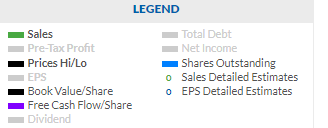 LEGEND
Sales
Pre-Tax Profit
Prices Hi/Lo
EPS
Book Value/Share
Free Cash Flow/Share
Dividend
Total Debt
Net Income
Shares Outstanding
o Sales Detailed Estimates
o EPS Detailed Estimates